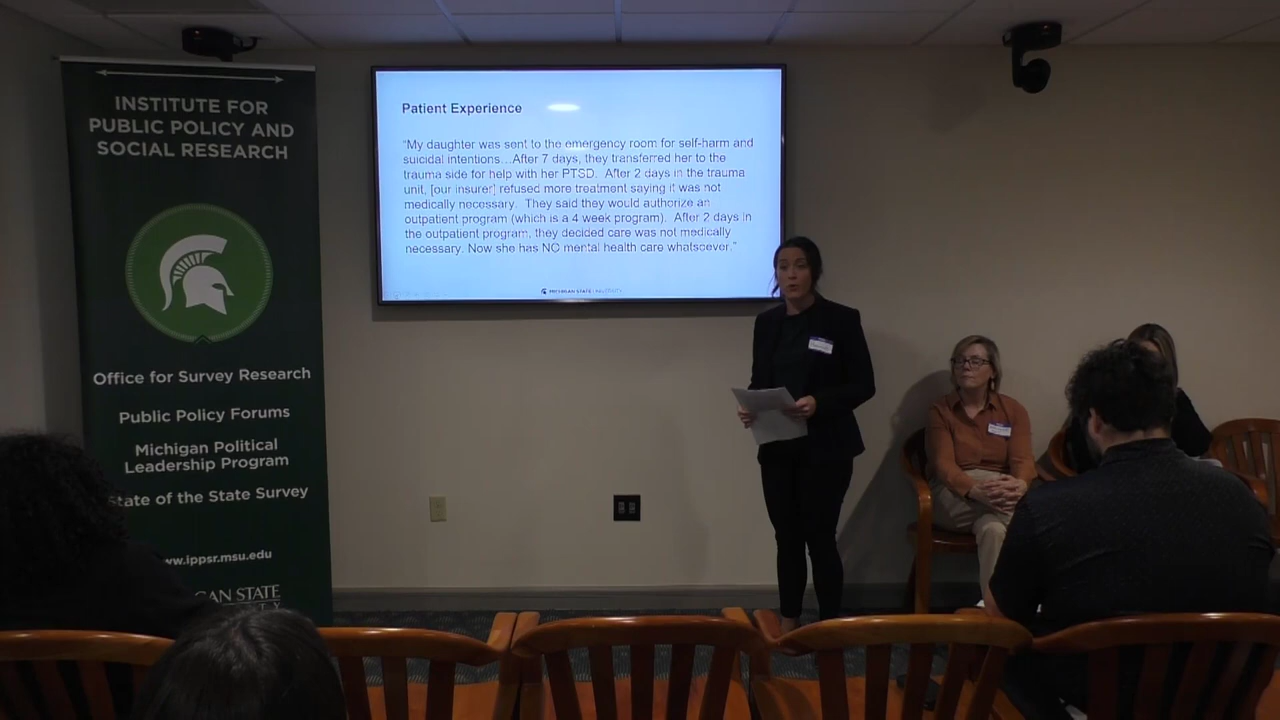 INSTITUTE FOR
PUBLIC POLICY AND
SOCIAL RESEARCH
Office for Survey Research
Public Policy Forums
Michigan Political
Leadership Program
State of the State Survey
www.ippsr.msu.edu
GAN STATE
Patient Experience
“My daughter was sent to the emergency room for self-harm and
suicidal intentions…After 7 days, they transferred her to the
trauma side for help with her PTSD. After 2 days in the trauma
unit, [our insurer] refused more treatment saying it was not
medically necessary. They said they would authorize an
outpatient program (which is a 4 week program). After 2 days in
the outpatient program, they decided care was not medically
necessary. Now she has NO mental health care whatsoever.”
MICHIGAN STATE UNIVERSITY